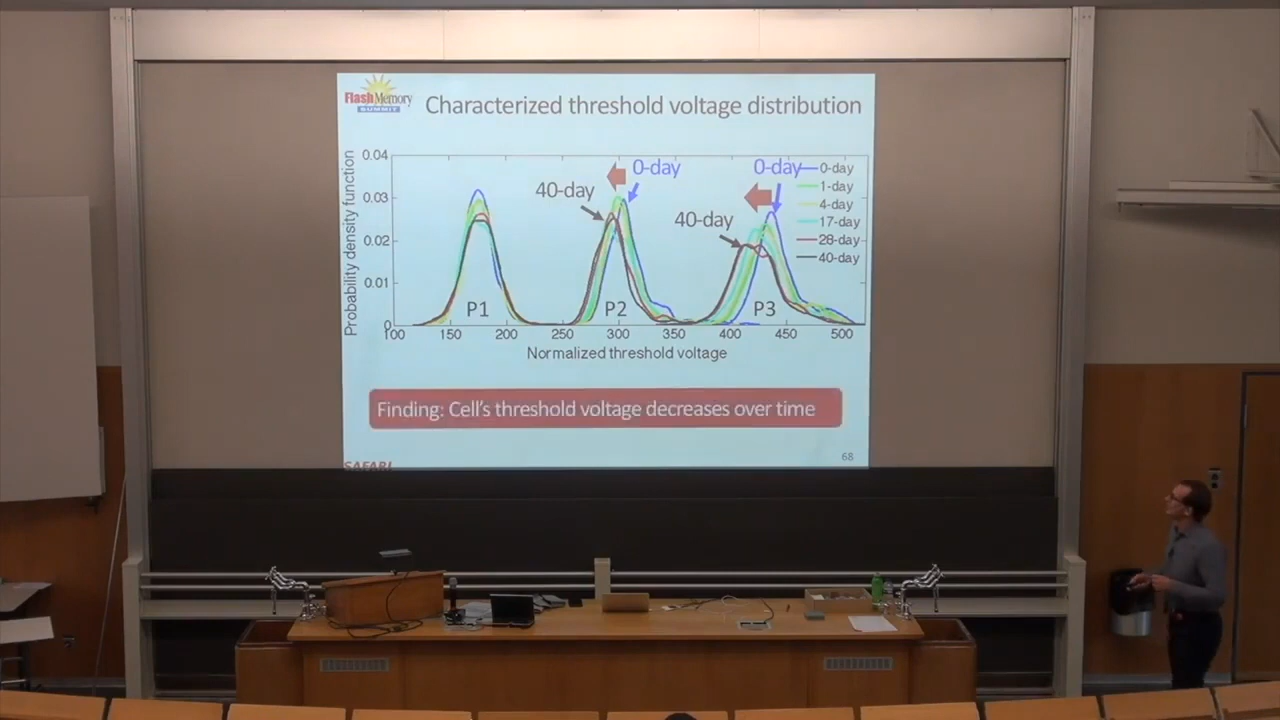 FlashMemory
SUMMIT
Characterized threshold voltage distribution
Probability density function
0.04
0.03
0.02
0.01
0
0-day
0-day
40-day
40-day
0-day
1-day
4-day
17-day
28-day
40-day
P1
P2
P3
100
150
200
250
300
350
400
450
500
Normalized threshold voltage
Finding: Cell's threshold voltage decreases over time
SAFARI
68